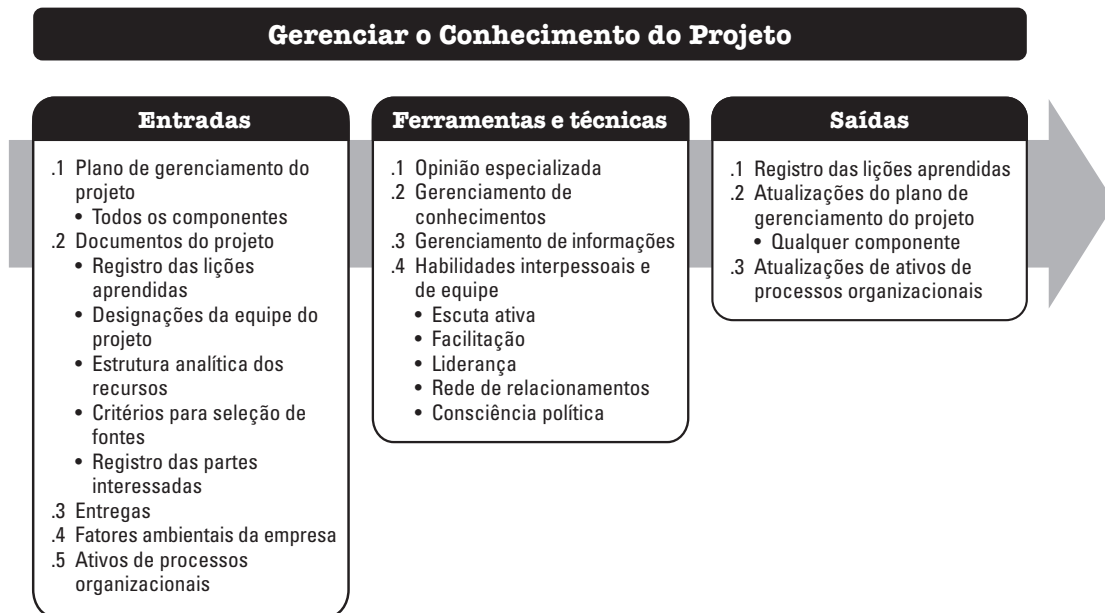 Gerenciar o Conhecimento do Projeto
Entradas
.1 Plano de gerenciamento do
projeto
• Todos os componentes
.2 Documentos do projeto
• Registro das lições
aprendidas
• Designações da equipe do
projeto
• Estrutura analítica dos
recursos
• Critérios para seleção de
fontes
• Registro das partes
interessadas
.3 Entregas
.4 Fatores ambientais da empresa
.5 Ativos de processos
organizacionais
Ferramentas e técnicas
.1 Opinião especializada
.2 Gerenciamento de
conhecimentos
.3 Gerenciamento de informações
.4 Habilidades interpessoais e
de equipe
• Escuta ativa
• Facilitação
• Liderança
• Rede de relacionamentos
• Consciência política
Saídas
.1 Registro das lições aprendidas
.2 Atualizações do plano de
gerenciamento do projeto
• Qualquer componente
.3 Atualizações de ativos de
processos organizacionais